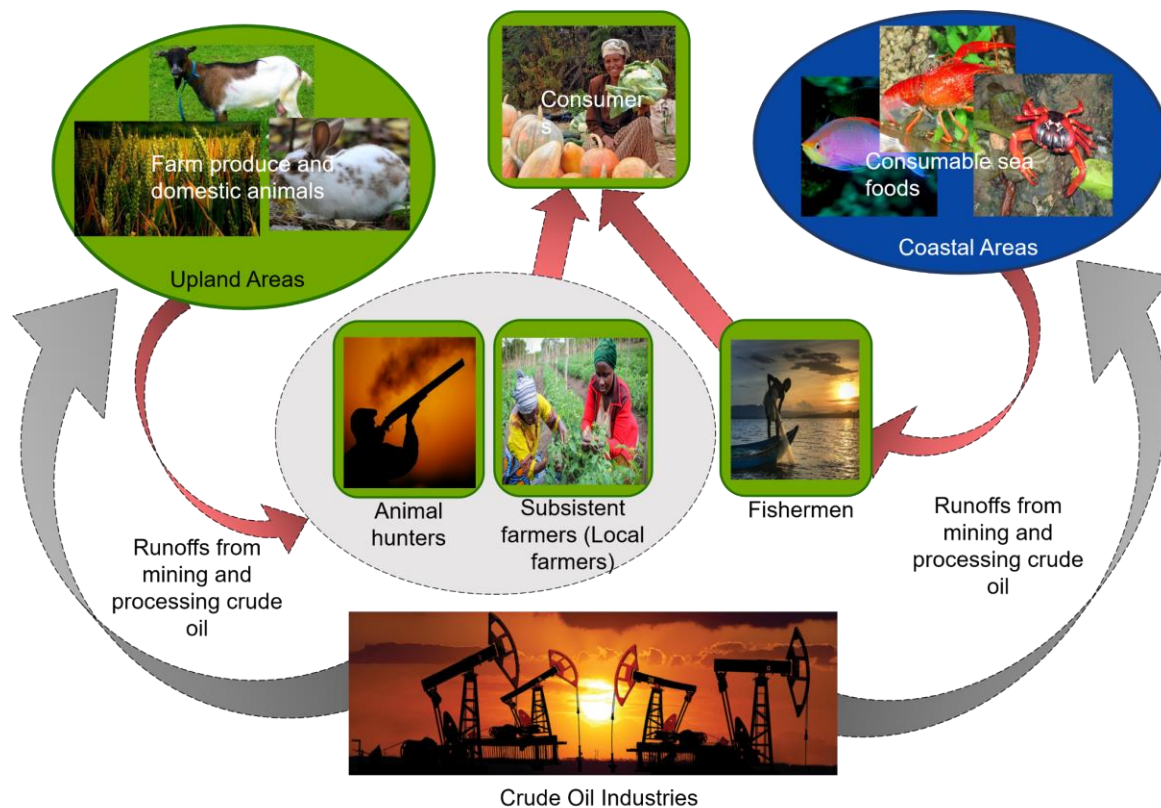 Consumer
s
Farm produce and
domestic animals
Upland Areas
Consumable sea
foods
Coastal Areas
Animal
hunters
Subsistent
farmers (Local
farmers)
Fishermen
Runoffs from
mining and
processing crude
oil
Runoffs from
mining and
processing crude
oil
Crude Oil Industries